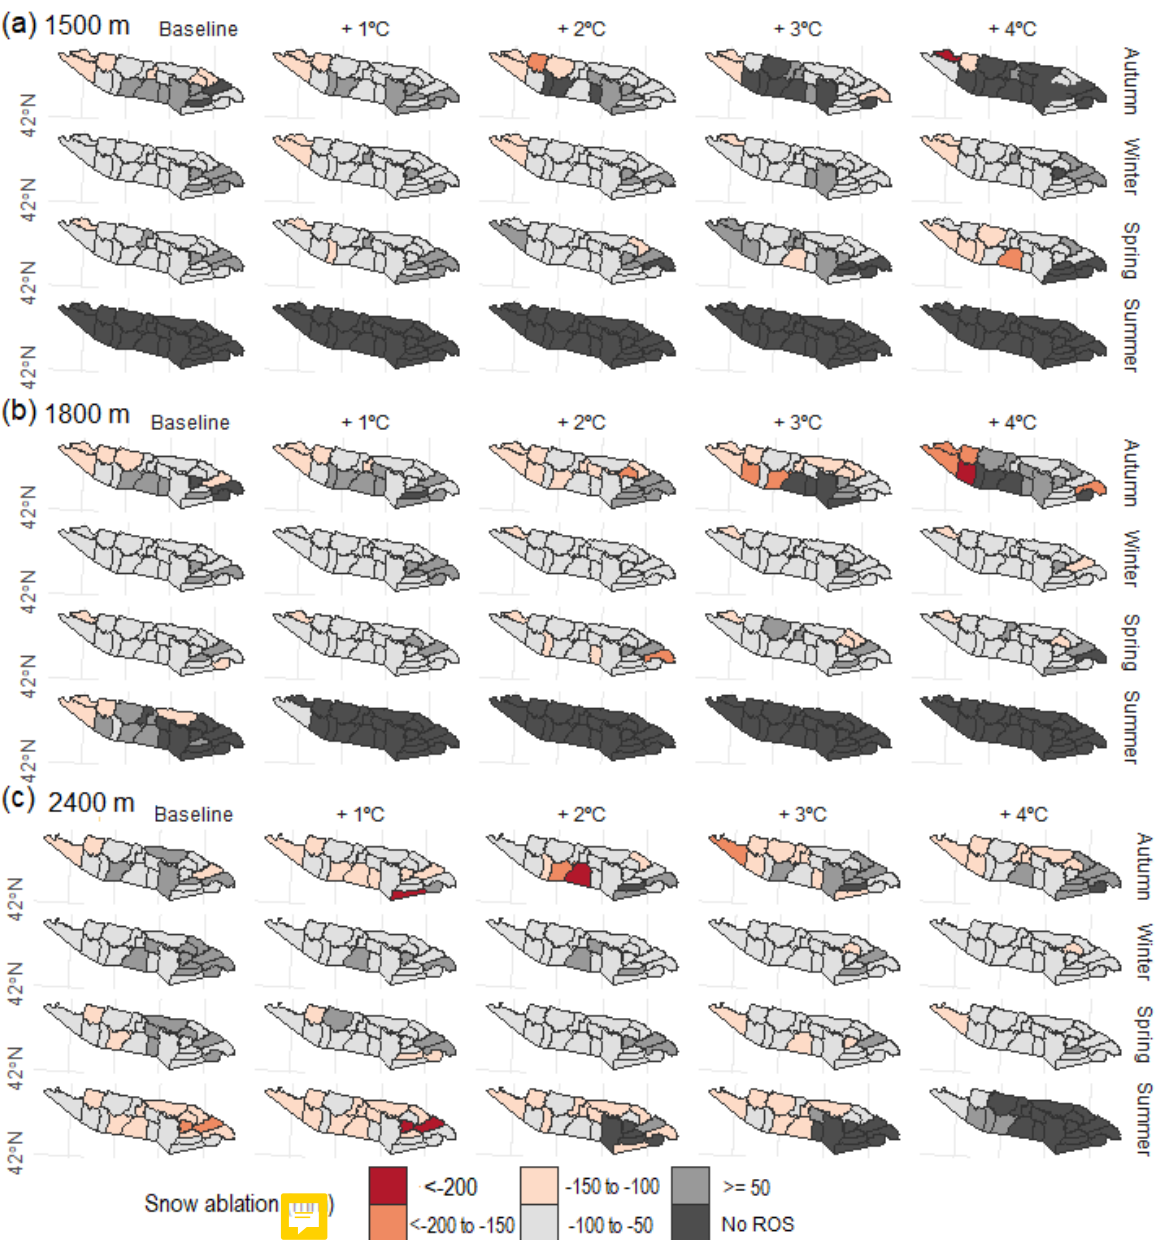 (a) 1500 m Baseline + 1ºC + 2ºC + 3ºC + 4ºC
42ºN Autumn
42ºN Winter
42ºN Spring
42ºN Summer
(b) 1800 m Baseline + 1ºC + 2ºC + 3ºC + 4ºC
42ºN Autumn
42ºN Winter
42ºN Spring
42ºN Summer
(c) 2400 m Baseline + 1ºC + 2ºC + 3ºC + 4ºC
42ºN Autumn
42ºN Winter
42ºN Spring
42ºN Summer
Snow ablation )
<-200 -150 to -100 >= 50
<-200 to -150 -100 to -50 No ROS